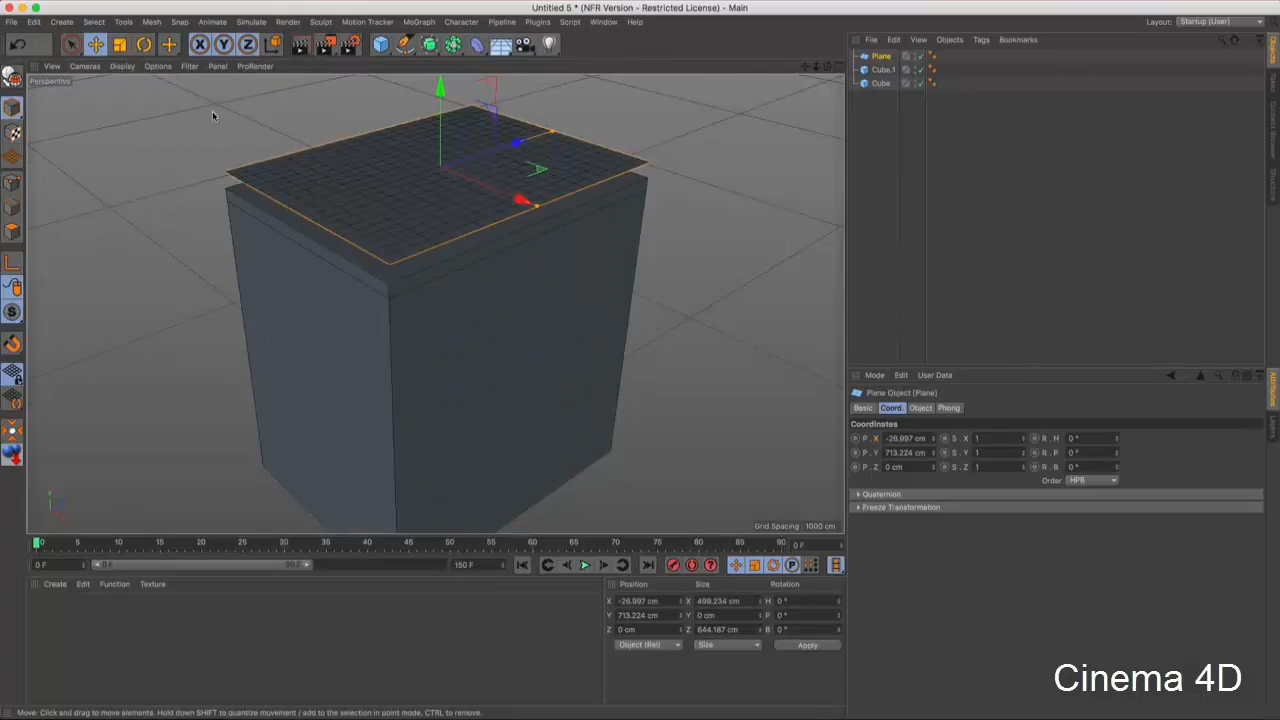 Untitled 5 * (NFR Version - Restricted License) - Main
File Edit Create Select Tools Mesh Snap Animate Simulate Render Sculpt Motion Tracker MoGraph Character Pipeline Plugins Script Window Help
Layout: Startup (User)
X Y Z
File Edit View Objects Tags Bookmarks
View Cameras Display Options Filter Panel ProRender
Perspective
Plane
Cube.1
Cube
Mode Edit User Data
Plane Object [Plane]
Basic Coord. Object Phong
Coordinates
P . X -26.997 cm S . X 1 R . H 0 °
P . Y 713.224 cm S . Y 1 R . P 0 °
P . Z 0 cm S . Z 1 R . B 0 °
Order HPB
Quaternion
Freeze Transformation
Grid Spacing : 1000 cm
0 5 10 15 20 25 30 35 40 45 50 55 60 65 70 75 80 85 90 0 F
0 F 0 F 90 F 150 F
Create Edit Function Texture
Position Size Rotation
X -26.997 cm X 499.234 cm H 0 °
Y 713.224 cm Y 0 cm P 0 °
Z 0 cm Z 644.187 cm B 0 °
Object (Rel) Size Apply
Cinema 4D
Move: Click and drag to move elements. Hold down SHIFT to quantize movement / add to the selection in point mode, CTRL to remove.